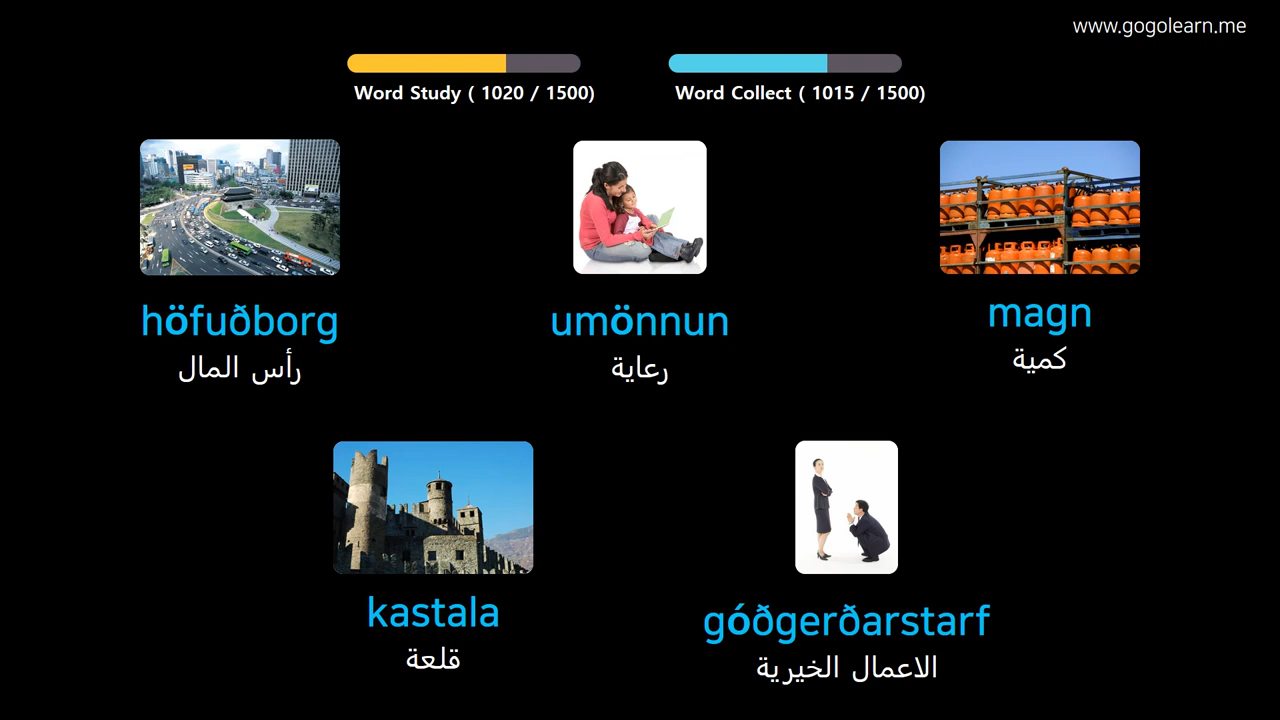 www.gogolearn.me
Word Study ( 1020 / 1500)
Word Collect ( 1015 / 1500)
höfuðborg
رأس المال
umönnun
رعاية
magn
كمية
kastala
قلعة
góðgerðarstarf
الاعمال الخيرية